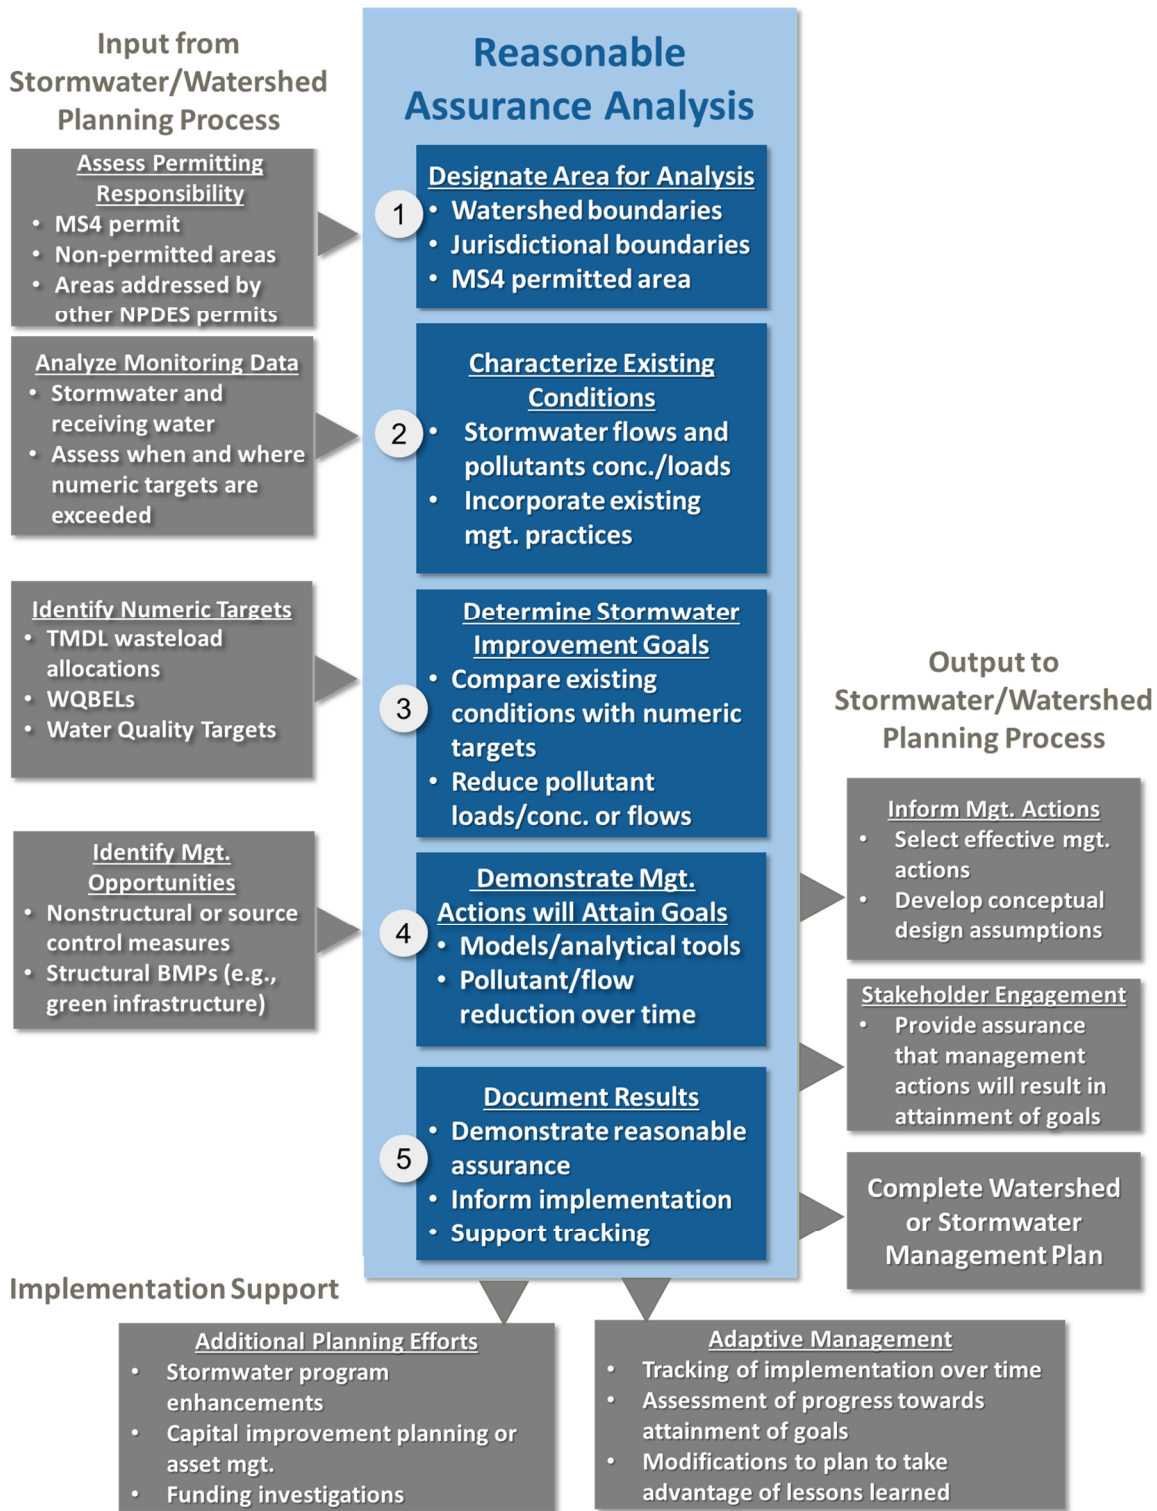 Input from
Stormwater/Watershed
Planning Process
Assess Permitting
Responsibility
• MS4 permit
• Non-permitted areas
• Areas addressed by
other NPDES permits
Analyze Monitoring Data
• Stormwater and
receiving water
• Assess when and where
numeric targets are
exceeded
Identify Numeric Targets
• TMDL wasteload
allocations
• WQBELs
• Water Quality Targets
Identify Mgt.
Opportunities
• Nonstructural or source
control measures
• Structural BMPs (e.g.,
green infrastructure)
Reasonable
Assurance Analysis
1
Designate Area for Analysis
• Watershed boundaries
• Jurisdictional boundaries
• MS4 permitted area
2
Characterize Existing
Conditions
• Stormwater flows and
pollutants conc./loads
• Incorporate existing
mgt. practices
3
Determine Stormwater
Improvement Goals
• Compare existing
conditions with numeric
targets
• Reduce pollutant
loads/conc. or flows
4
Demonstrate Mgt.
Actions will Attain Goals
• Models/analytical tools
• Pollutant/flow
reduction over time
5
Document Results
• Demonstrate reasonable
assurance
• Inform implementation
• Support tracking
Output to
Stormwater/Watershed
Planning Process
Inform Mgt. Actions
• Select effective mgt.
actions
• Develop conceptual
design assumptions
Stakeholder Engagement
• Provide assurance
that management
actions will result in
attainment of goals
Complete Watershed
or Stormwater
Management Plan
Implementation Support
Additional Planning Efforts
• Stormwater program
enhancements
• Capital improvement planning or
asset mgt.
• Funding investigations
Adaptive Management
• Tracking of implementation over time
• Assessment of progress towards
attainment of goals
• Modifications to plan to take
advantage of lessons learned